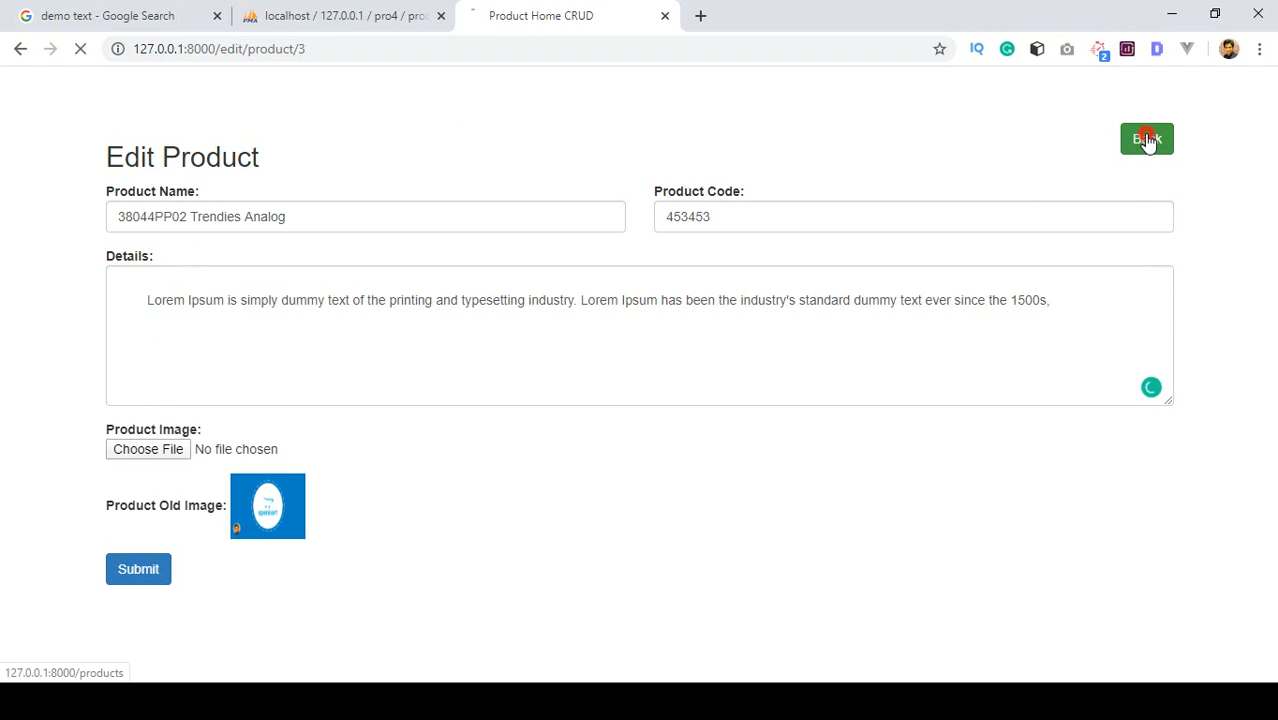 demo text - Google Search
localhost / 127.0.0.1 / pro4 / pro
Product Home CRUD
127.0.0.1:8000/edit/product/3
IQ
2
D
Edit Product
Product Name:
Product Code:
38044PP02 Trendies Analog
453453
Details:
Lorem Ipsum is simply dummy text of the printing and typesetting industry. Lorem Ipsum has been the industry's standard dummy text ever since the 1500s,
Product Image:
Choose File No file chosen
Product Old Image:
Submit
127.0.0.1:8000/products